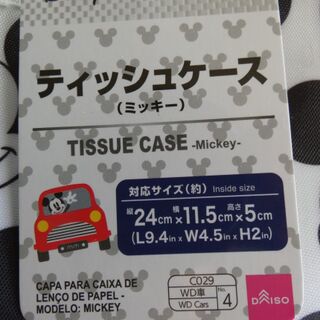 ティッシュケース
（ミッキー）
TISSUE CASE -Mickey-
対応サイズ(約) Inside size
縦24cm×横11.5cm×高さ5cm
(L9.4in x W4.5in x H2in)
CAPA PARA CAIXA DE
LENÇO DE PAPEL -
MODELO: MICKEY
C029
WD車
WD Cars
No.
4
DAISO